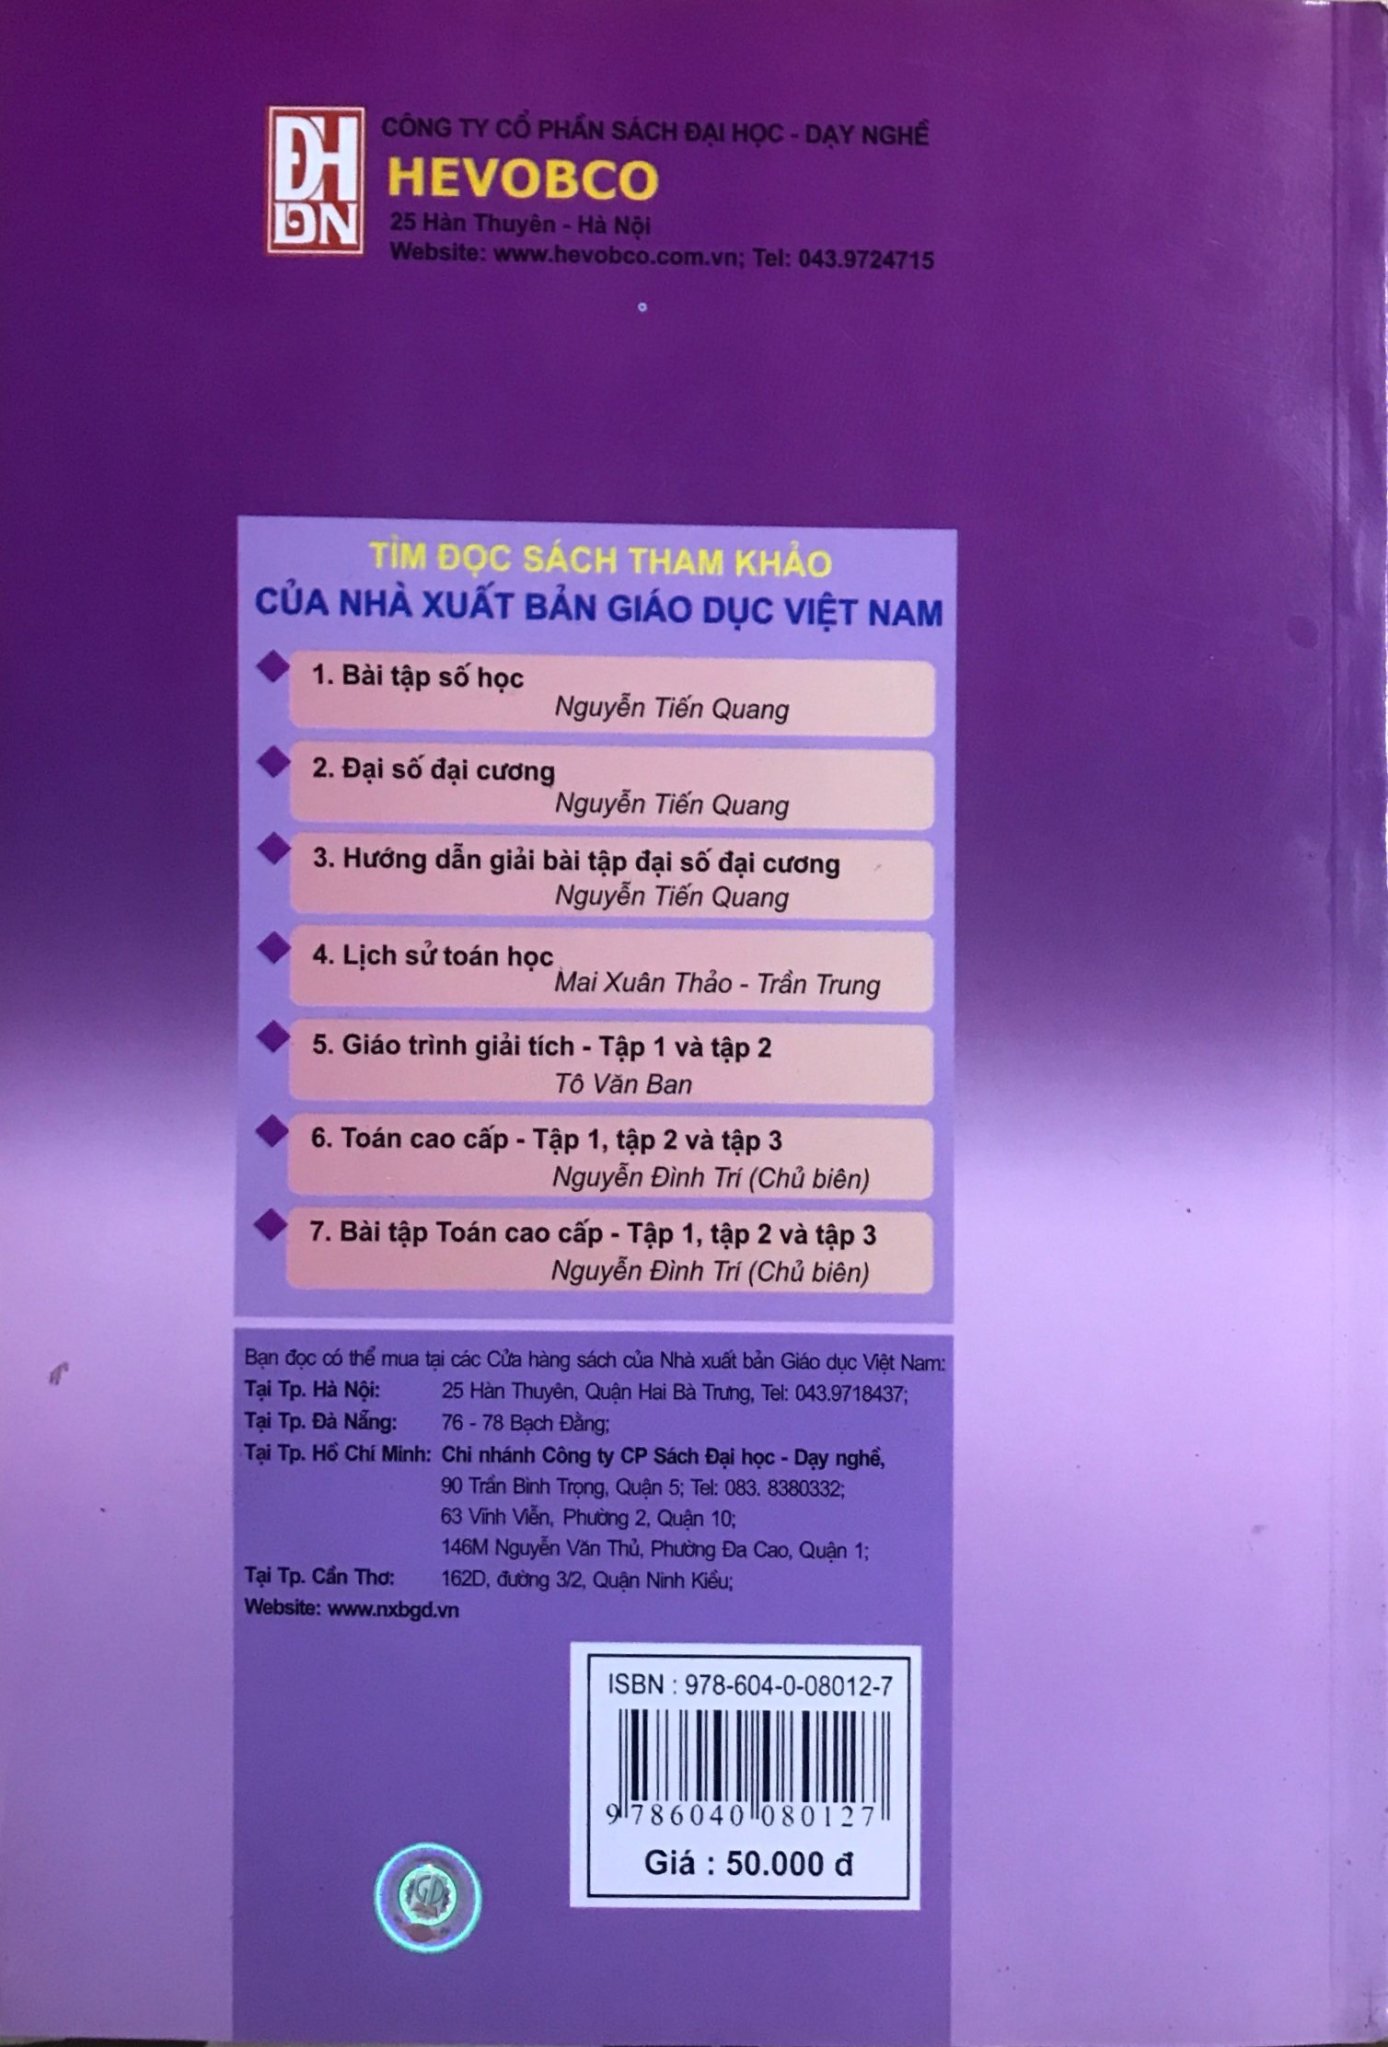 ĐH
DN
CÔNG TY CỔ PHẦN SÁCH ĐẠI HỌC - DẠY NGHỀ
HEVOBCO
25 Hàn Thuyên - Hà Nội
Website: www.hevobco.com.vn; Tel: 043.9724715
TÌM ĐỌC SÁCH THAM KHẢO
CỦA NHÀ XUẤT BẢN GIÁO DỤC VIỆT NAM
1. Bài tập số học
Nguyễn Tiến Quang
2. Đại số đại cương
Nguyễn Tiến Quang
3. Hướng dẫn giải bài tập đại số đại cương
Nguyễn Tiến Quang
4. Lịch sử toán học
Mai Xuân Thảo - Trần Trung
5. Giáo trình giải tích - Tập 1 và tập 2
Tô Văn Ban
6. Toán cao cấp - Tập 1, tập 2 và tập 3
Nguyễn Đình Trí (Chủ biên)
7. Bài tập Toán cao cấp - Tập 1, tập 2 và tập 3
Nguyễn Đình Trí (Chủ biên)
Bạn đọc có thể mua tại các Cửa hàng sách của Nhà xuất bản Giáo dục Việt Nam:
Tại Tp. Hà Nội: 25 Hàn Thuyên, Quận Hai Bà Trưng, Tel: 043.9718437;
Tại Tp. Đà Nẵng: 76 - 78 Bạch Đằng;
Tại Tp. Hồ Chí Minh: Chi nhánh Công ty CP Sách Đại học - Dạy nghề,
90 Trần Bình Trọng, Quận 5; Tel: 083. 8380332;
63 Vĩnh Viễn, Phường 2, Quận 10;
146M Nguyễn Văn Thủ, Phường Đa Cao, Quận 1;
Tại Tp. Cần Thơ: 162D, đường 3/2, Quận Ninh Kiều;
Website: www.nxbgd.vn
ISBN : 978-604-0-08012-7
9 786040 080127
Giá : 50.000 đ
GD